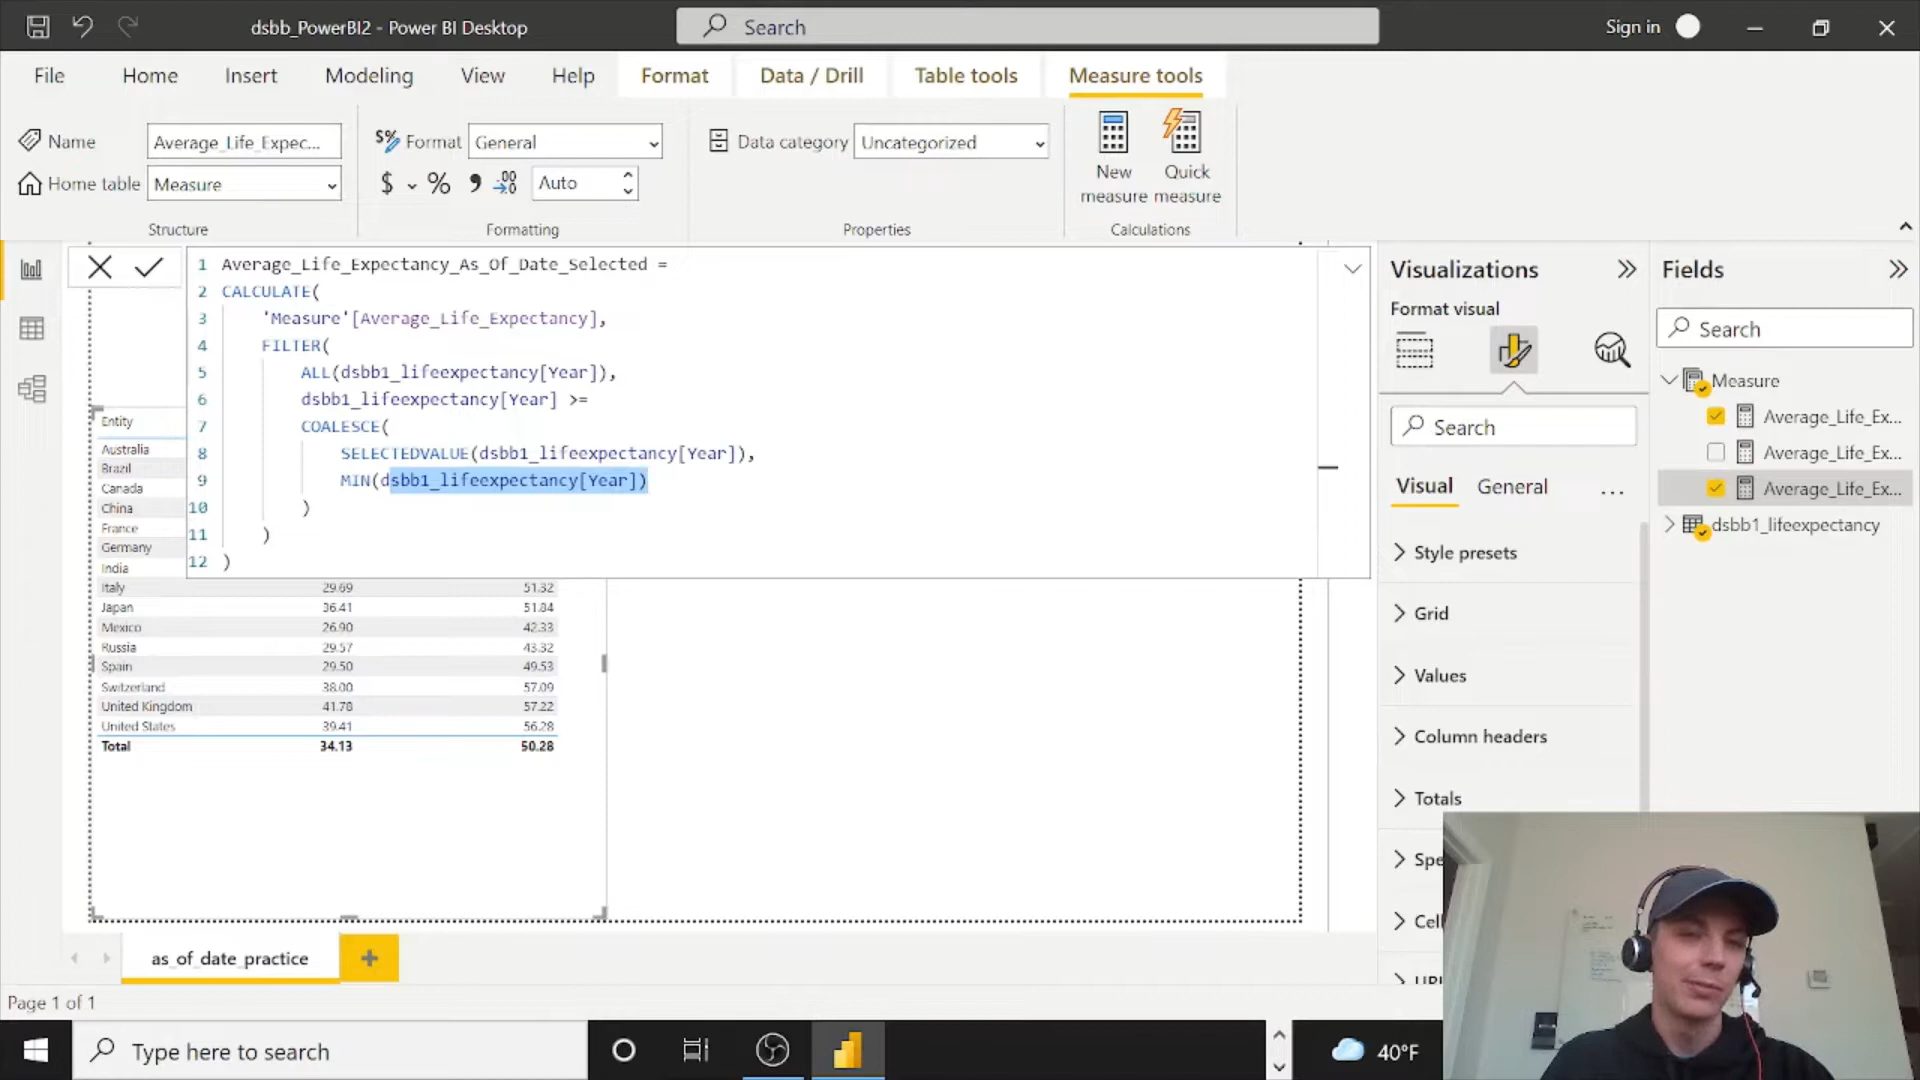 dsbb_PowerBI2 - Power BI Desktop
Search
Sign in
File Home Insert Modeling View Help Format Data / Drill Table tools Measure tools
Name Average_Life_Expec...
Format General
Data category Uncategorized
New measure
Quick measure
Home table Measure
$ % 9 .00 Auto
Structure Formatting Properties Calculations
1 Average_Life_Expectancy_As_Of_Date_Selected =
2 CALCULATE(
3 'Measure'[Average_Life_Expectancy],
4 FILTER(
5 ALL(dsbb1_lifeexpectancy[Year]),
6 dsbb1_lifeexpectancy[Year] >=
7 COALESCE(
8 SELECTEDVALUE(dsbb1_lifeexpectancy[Year]),
9 MIN(dsbb1_lifeexpectancy[Year])
10 )
11 )
12 )
Entity
Australia
Brazil
Canada
China
France
Germany
India
Italy 29.69 51.32
Japan 36.41 51.84
Mexico 26.90 42.33
Russia 29.57 43.32
Spain 29.50 49.53
Switzerland 38.00 57.09
United Kingdom 41.78 57.22
United States 39.41 56.28
Total 34.13 50.28
Visualizations
Format visual
Search
Visual General ...
Style presets
Grid
Values
Column headers
Totals
Spe
Cel
Fields
Search
Measure
Average_Life_Ex...
Average_Life_Ex...
Average_Life_Ex...
dsbb1_lifeexpectancy
as_of_date_practice
Page 1 of 1
Type here to search
40°F